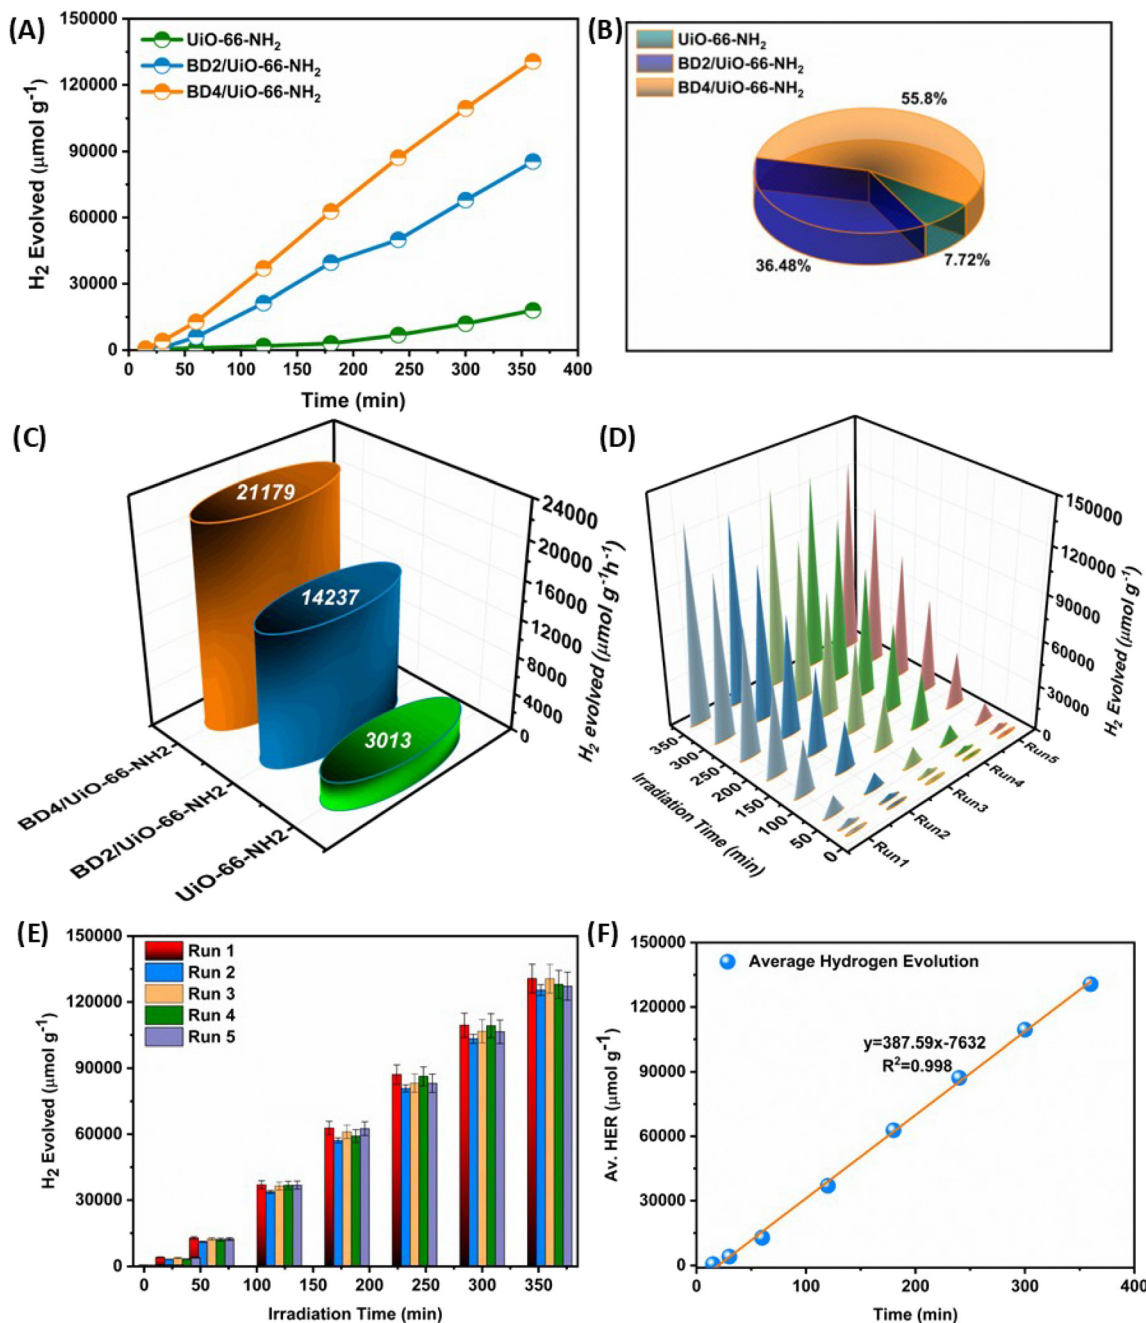 (A)
150000
120000
90000
60000
30000
0
H2 Evolved (μmol g-1)
UiO-66-NH2
BD2/UiO-66-NH2
BD4/UiO-66-NH2
0 50 100 150 200 250 300 350 400
Time (min)
(B)
UiO-66-NH2
BD2/UiO-66-NH2
BD4/UiO-66-NH2
55.8%
36.48%
7.72%
(C)
21179
14237
3013
24000
20000
16000
12000
8000
4000
0
H2 evolved (μmol g-1h-1)
BD4/UiO-66-NH2
BD2/UiO-66-NH2
UiO-66-NH2
(D)
150000
120000
90000
60000
30000
0
H2 Evolved (μmol g-1)
350 300 250 200 150 100 50 0
Irradiation Time (min)
Run1
Run2
Run3
Run4
Run5
(E)
150000
120000
90000
60000
30000
0
H2 Evolved (μmol g-1)
Run 1
Run 2
Run 3
Run 4
Run 5
0 50 100 150 200 250 300 350
Irradiation Time (min)
(F)
150000
120000
90000
60000
30000
0
Av. HER (μmol g-1)
Average Hydrogen Evolution
y=387.59x-7632
R2=0.998
0 100 200 300 400
Time (min)